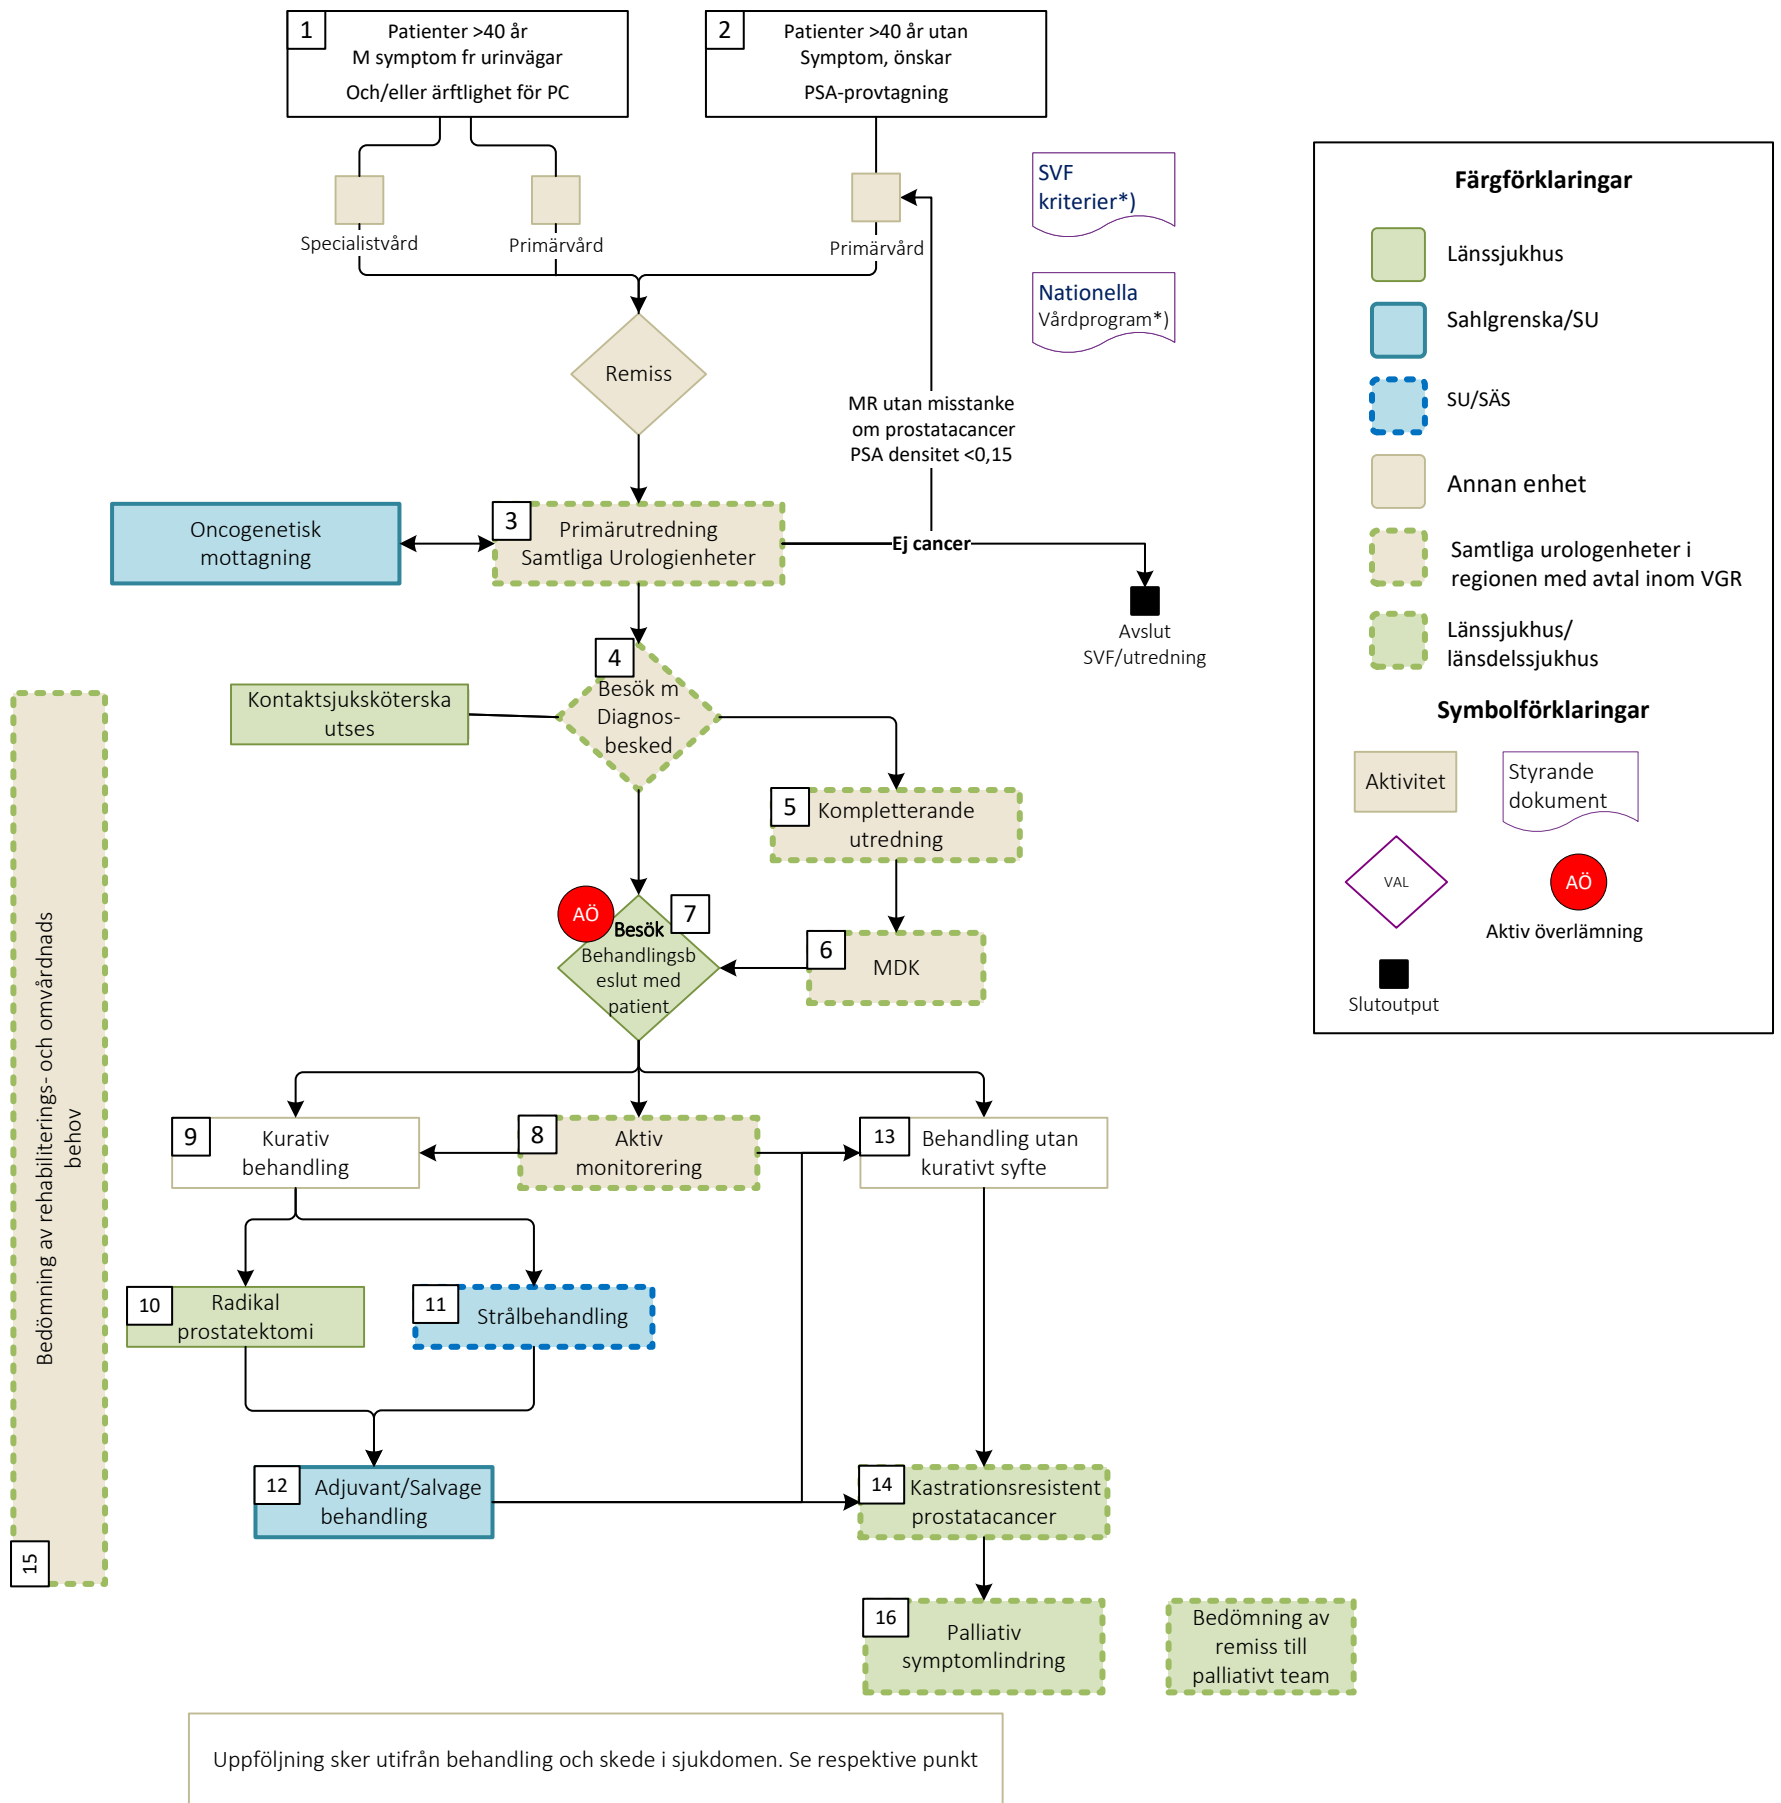 1
Patienter >40 år
M symptom fr urinvägar
Och/eller ärftlighet för PC
2
Patienter >40 år utan
Symptom, önskar
PSA-provtagning
Specialistvård
Primärvård
Primärvård
SVF
kriterier*)
Nationella
Vårdprogram*)
Remiss
MR utan misstanke
om prostatacancer
PSA densitet <0,15
Oncogenetisk
mottagning
3
Primärutredning
Samtliga Urologienheter
Ej cancer
Avslut
SVF/utredning
4
Besök m
Diagnos-
besked
Kontaktsjuksköterska
utses
5
Kompletterande
utredning
AÖ
7
Besök
Behandlingsb
eslut med
patient
6
MDK
9
Kurativ
behandling
8
Aktiv
monitorering
13
Behandling utan
kurativt syfte
10
Radikal
prostatektomi
11
Strålbehandling
12
Adjuvant/Salvage
behandling
14
Kastrationsresistent
prostatacancer
Bedömning av rehabiliterings- och omvårdnads
behov
15
16
Palliativ
symptomlindring
Bedömning av
remiss till
palliativt team
Uppföljning sker utifrån behandling och skede i sjukdomen. Se respektive punkt
Färgförklaringar
Länssjukhus
Sahlgrenska/SU
SU/SÄS
Annan enhet
Samtliga urologenheter i
regionen med avtal inom VGR
Länssjukhus/
länsdelssjukhus
Symbolförklaringar
Aktivitet
Styrande
dokument
VAL
AÖ
Aktiv överlämning
Slutoutput